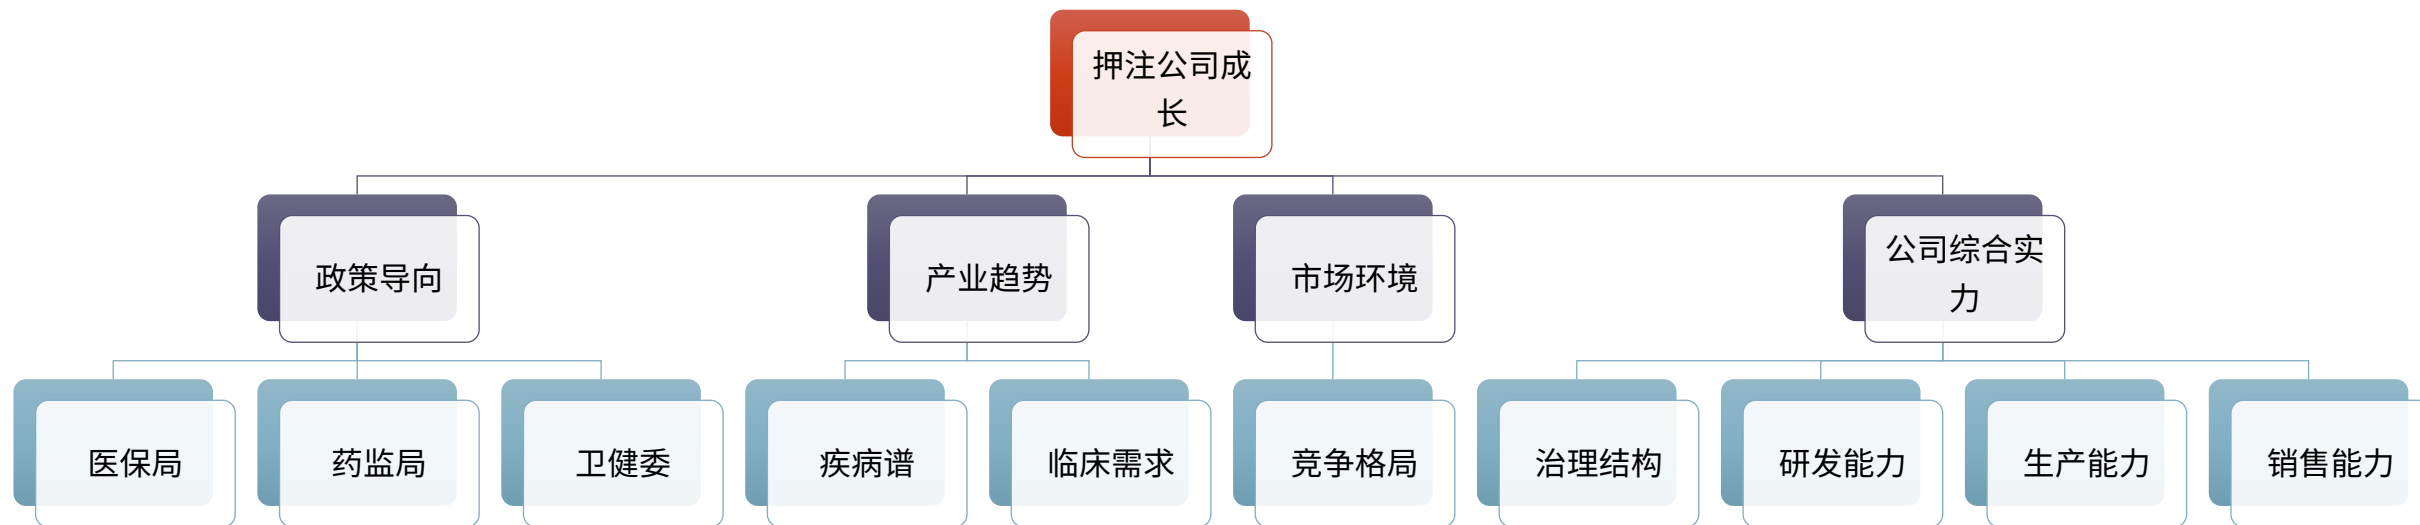 押注公司成
长
政策导向
产业趋势
市场环境
公司综合实
力
医保局
药监局
卫健委
疾病谱
临床需求
竞争格局
治理结构
研发能力
生产能力
销售能力